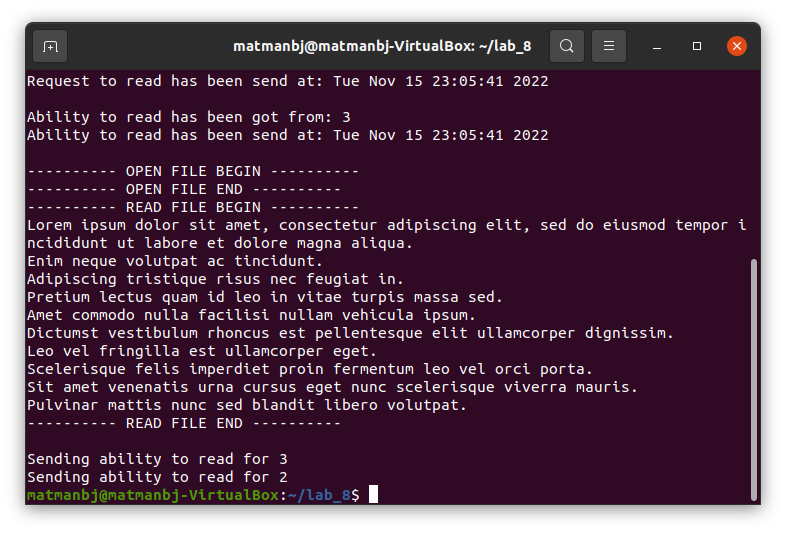 matmanbj@matmanbj-VirtualBox: ~/lab_8
Request to read has been send at: Tue Nov 15 23:05:41 2022
Ability to read has been got from: 3
Ability to read has been send at: Tue Nov 15 23:05:41 2022
---------- OPEN FILE BEGIN ----------
---------- OPEN FILE END ----------
---------- READ FILE BEGIN ----------
Lorem ipsum dolor sit amet, consectetur adipiscing elit, sed do eiusmod tempor i
ncididunt ut labore et dolore magna aliqua.
Enim neque volutpat ac tincidunt.
Adipiscing tristique risus nec feugiat in.
Pretium lectus quam id leo in vitae turpis massa sed.
Amet commodo nulla facilisi nullam vehicula ipsum.
Dictumst vestibulum rhoncus est pellentesque elit ullamcorper dignissim.
Leo vel fringilla est ullamcorper eget.
Scelerisque felis imperdiet proin fermentum leo vel orci porta.
Sit amet venenatis urna cursus eget nunc scelerisque viverra mauris.
Pulvinar mattis nunc sed blandit libero volutpat.
---------- READ FILE END ----------
Sending ability to read for 3
Sending ability to read for 2
matmanbj@matmanbj-VirtualBox:~/lab_8$